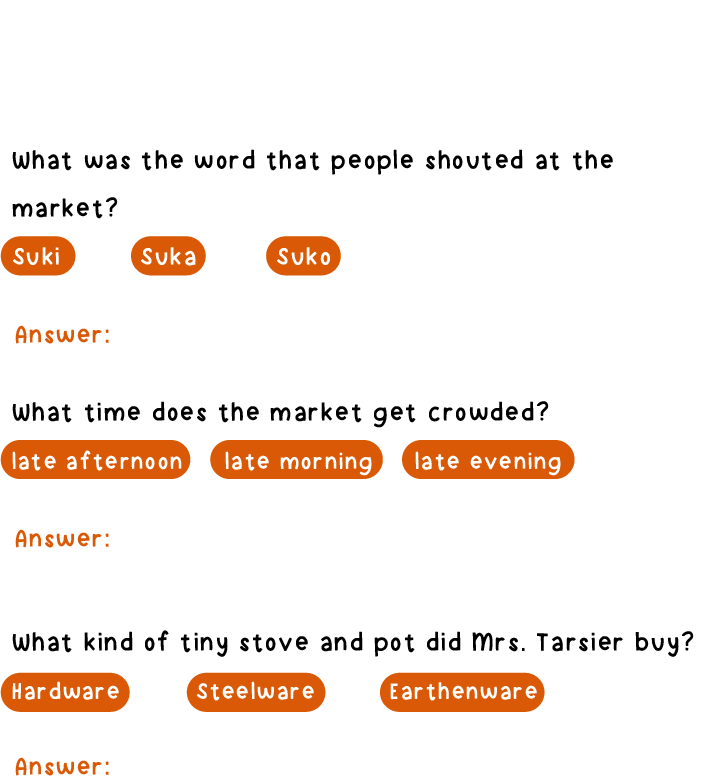 What was the word that people shouted at the
market?
Suki Suka Suko
Answer:
What time does the market get crowded?
late afternoon late morning late evening
Answer:
What kind of tiny stove and pot did Mrs. Tarsier buy?
Hardware Steelware Earthenware
Answer: